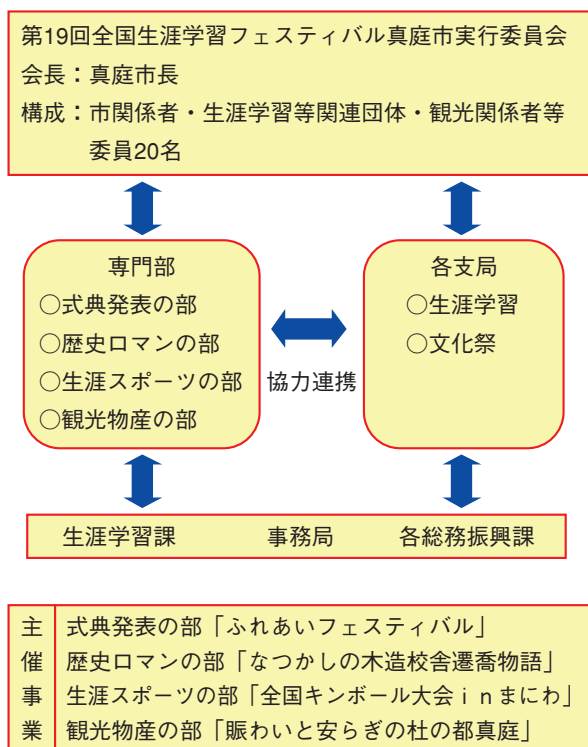 第19回全国生涯学習フェスティバル真庭市実行委員会
会長：真庭市長
構成：市関係者・生涯学習等関連団体・観光関係者等
委員20名
専門部
○式典発表の部
○歴史ロマンの部
○生涯スポーツの部
○観光物産の部
協力連携
各支局
○生涯学習
○文化祭
生涯学習課　事務局　各総務振興課
主催事業
式典発表の部「ふれあいフェスティバル」
歴史ロマンの部「なつかしの木造校舎遷喬物語」
生涯スポーツの部「全国キンボール大会ｉｎまにわ」
観光物産の部「賑わいと安らぎの杜の都真庭」